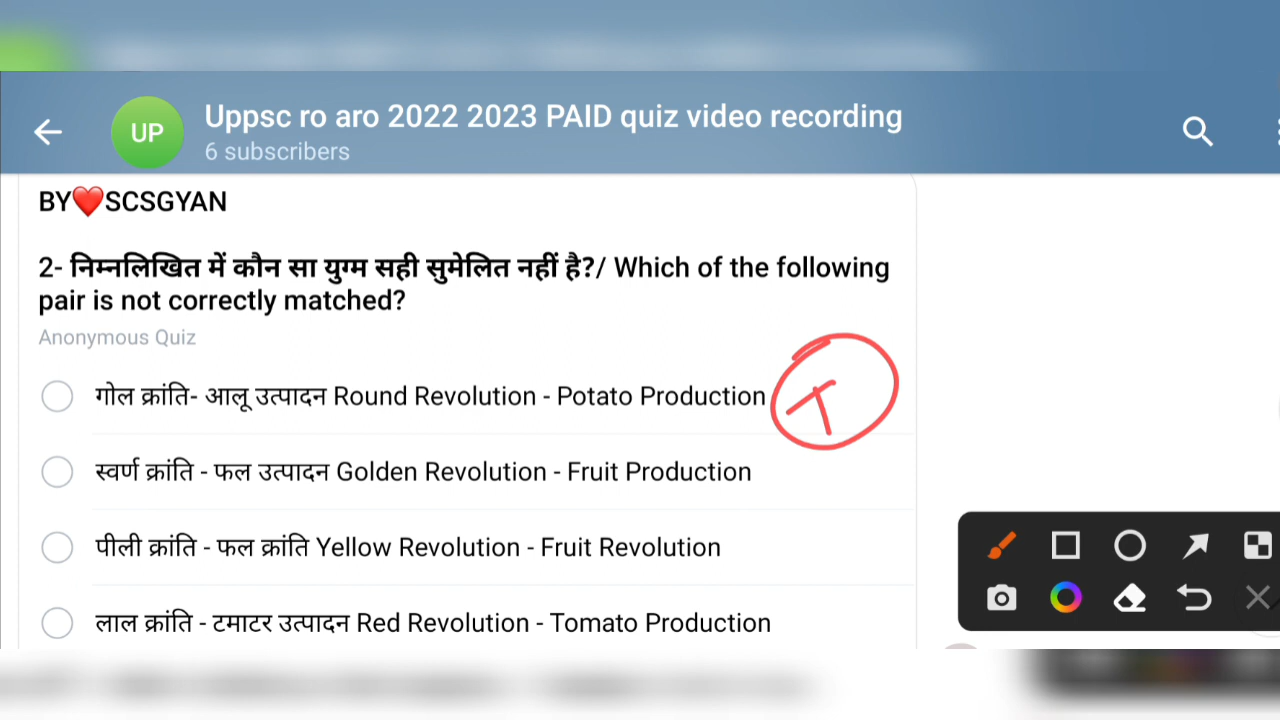 UP
Uppsc ro aro 2022 2023 PAID quiz video recording
6 subscribers
BY❤️SCSGYAN
2- निम्नलिखित में कौन सा युग्म सही सुमेलित नहीं है?/ Which of the following
pair is not correctly matched?
Anonymous Quiz
गोल क्रांति- आलू उत्पादन Round Revolution - Potato Production
T
स्वर्ण क्रांति - फल उत्पादन Golden Revolution - Fruit Production
पीली क्रांति - फल क्रांति Yellow Revolution - Fruit Revolution
लाल क्रांति - टमाटर उत्पादन Red Revolution - Tomato Production